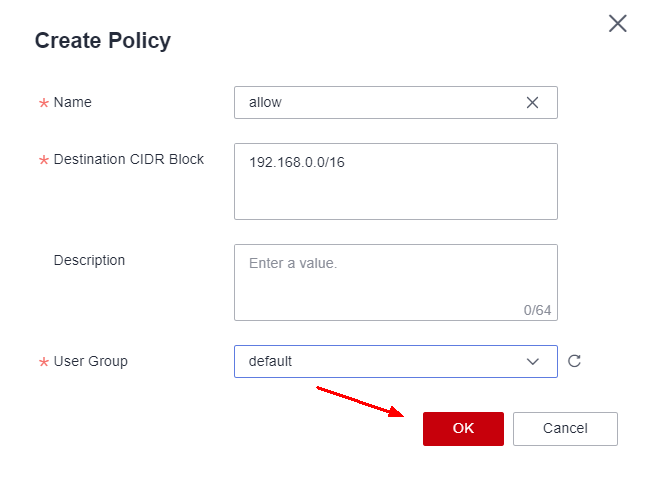 Create Policy
* Name
allow
* Destination CIDR Block
192.168.0.0/16
Description
Enter a value.
0/64
* User Group
default
OK
Cancel